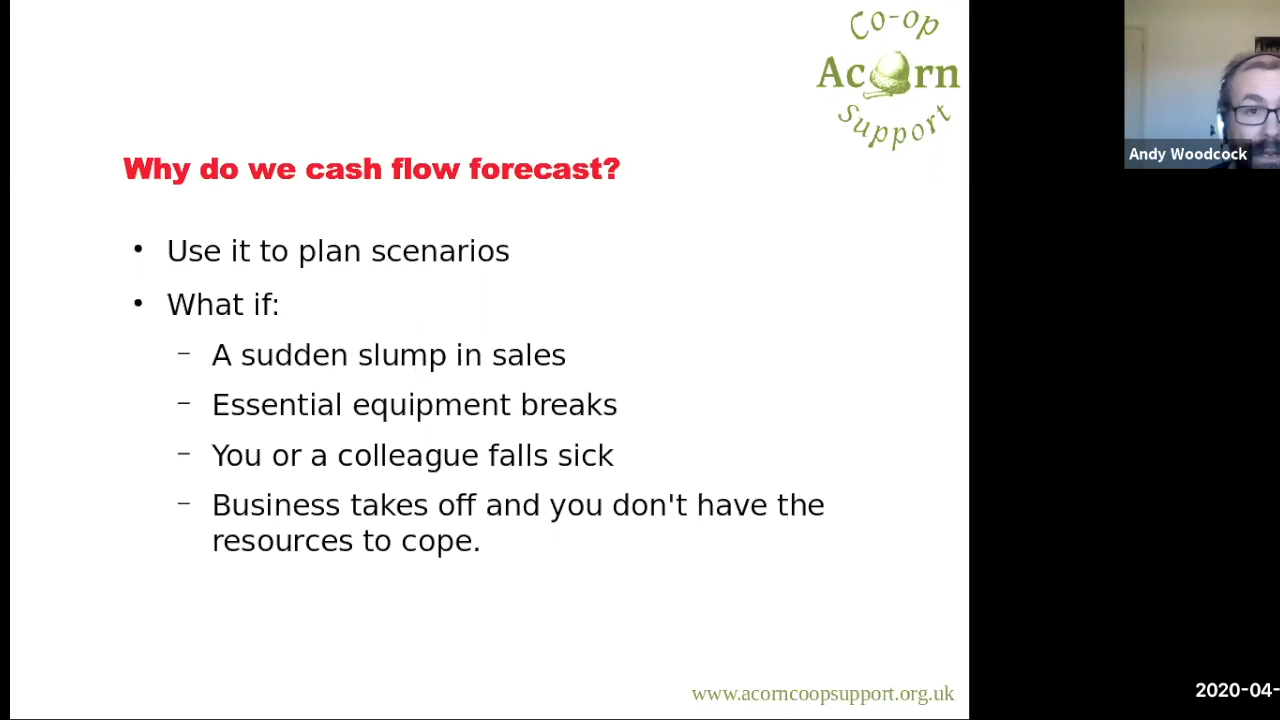 Co-op
Acorn
Support
Andy Woodcock
Why do we cash flow forecast?
• Use it to plan scenarios
• What if:
– A sudden slump in sales
– Essential equipment breaks
– You or a colleague falls sick
– Business takes off and you don't have the
resources to cope.
www.acorncoopsupport.org.uk
2020-04-